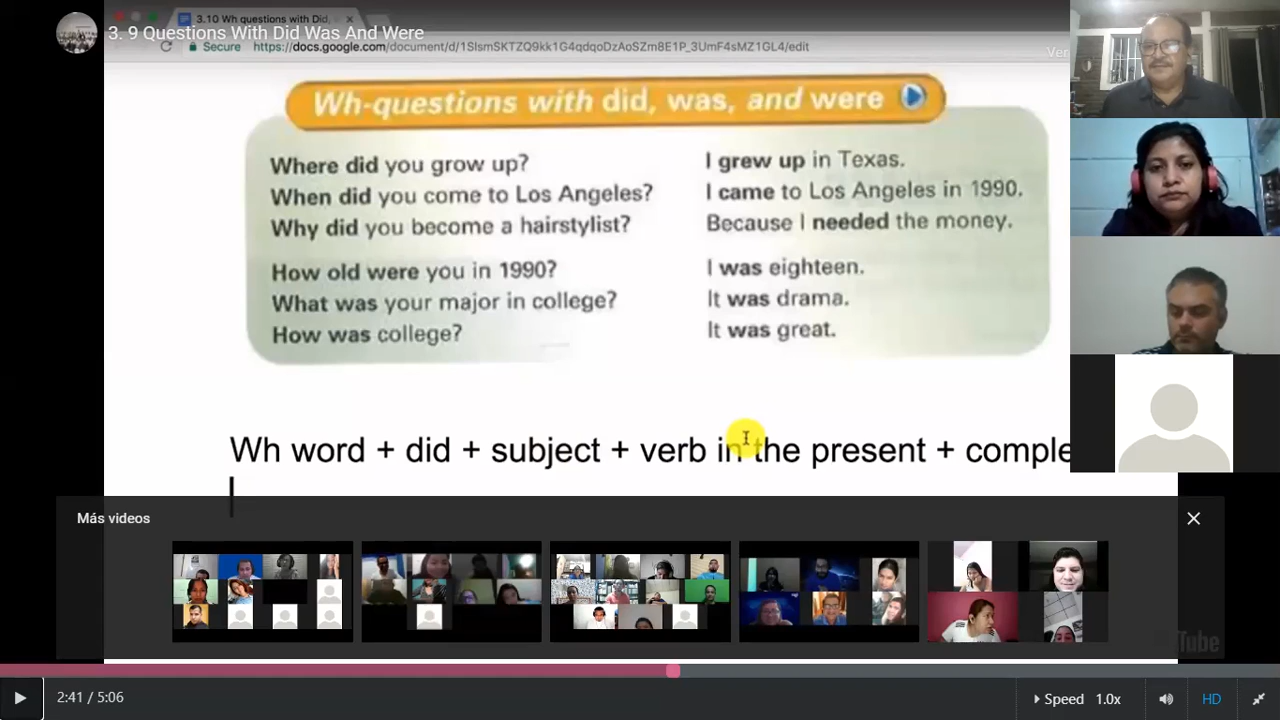 3.10 Wh questions with Did,
3. 9 Questions With Did Was And Were
Secure https://docs.google.com/document/d/1SlsmSKTZQ9kk1G4qdqoDzAoSZm8E1P_3UmF4sMZ1GL4/edit
Wh-questions with did, was, and were
Where did you grow up? I grew up in Texas.
When did you come to Los Angeles? I came to Los Angeles in 1990.
Why did you become a hairstylist? Because I needed the money.
How old were you in 1990? I was eighteen.
What was your major in college? It was drama.
How was college? It was great.
Wh word + did + subject + verb in the present + comple
Más videos
2:41 / 5:06
Speed 1.0x
HD